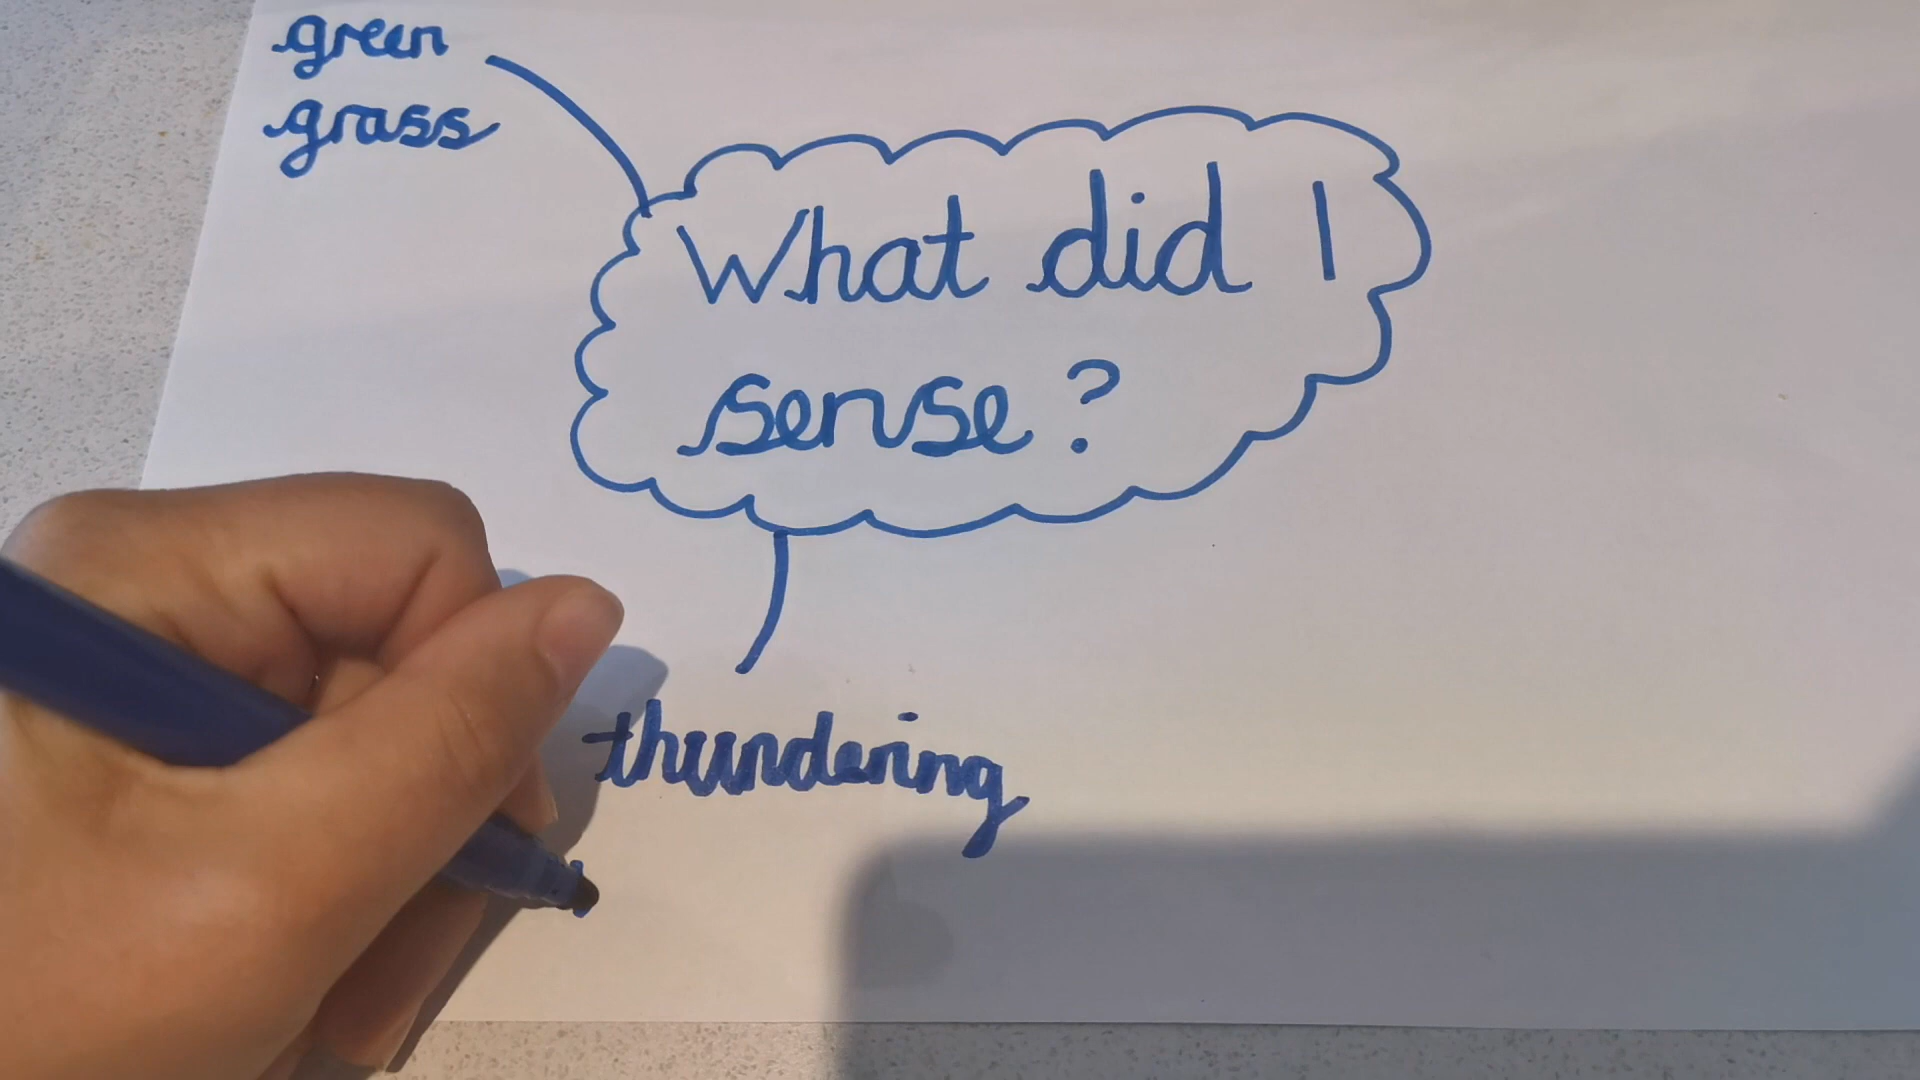 green
grass
What did I
sense?
thundering